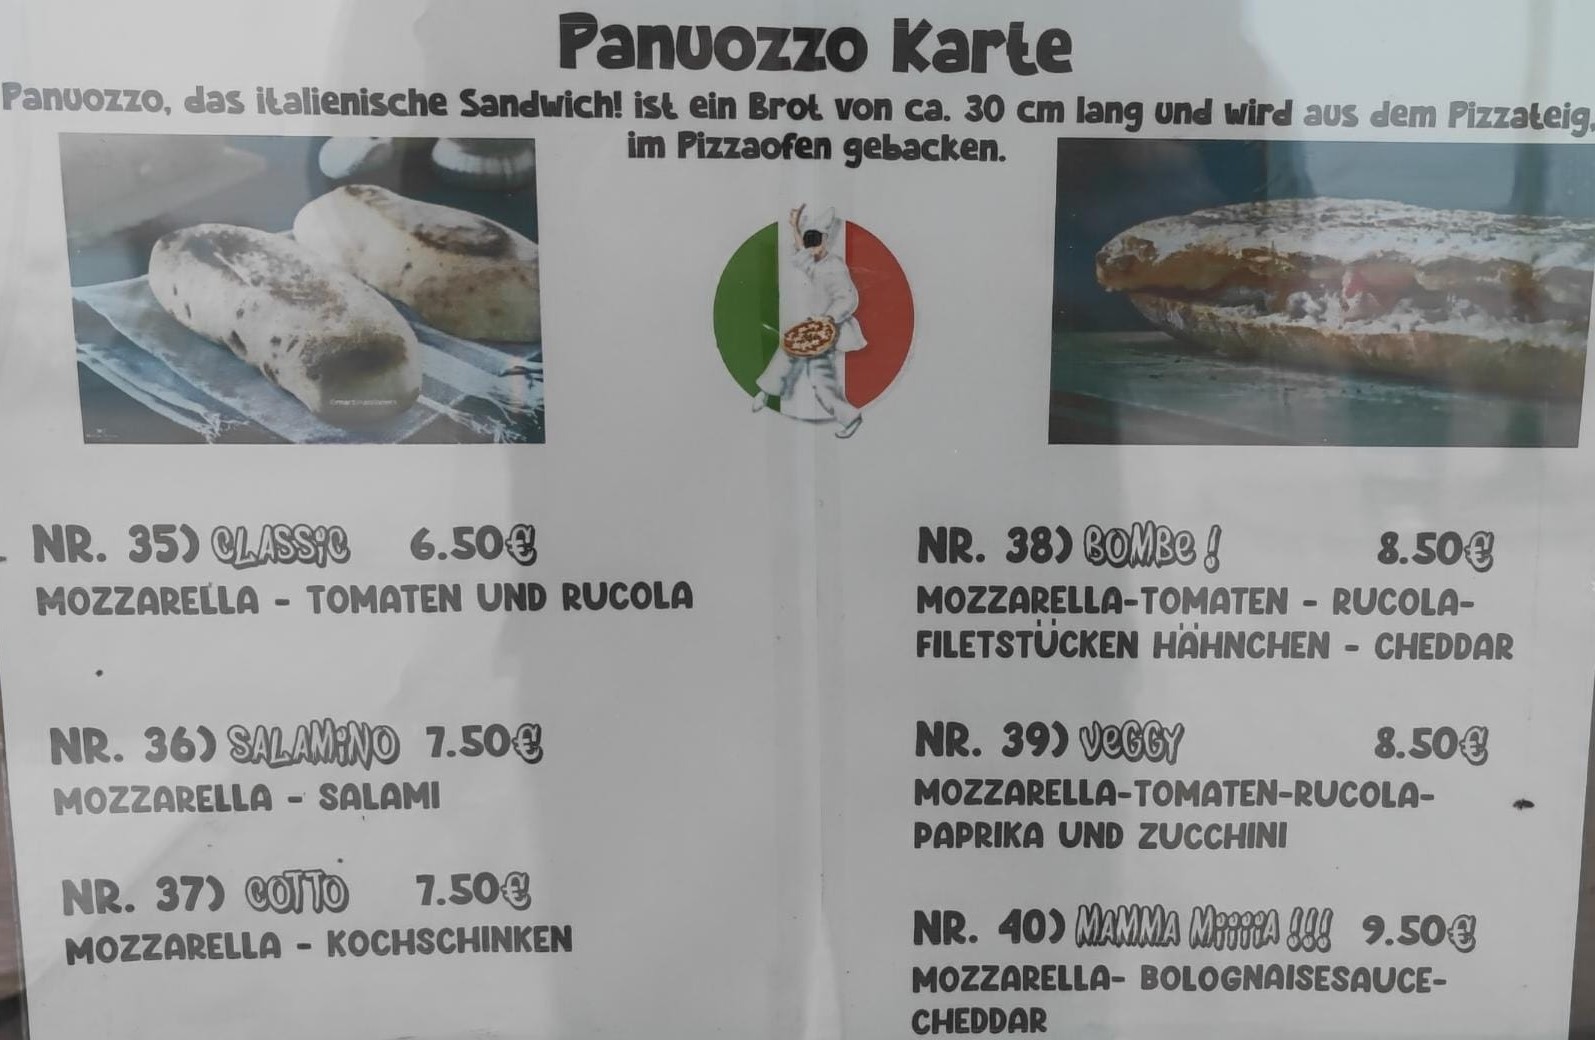 Panuozzo Karte
Panuozzo, das italienische Sandwich! ist ein Brot von ca. 30 cm lang und wird aus dem Pizzateig,
im Pizzaofen gebacken.
NR. 35) CLASSIC 6.50€
MOZZARELLA - TOMATEN UND RUCOLA
NR. 36) SALAMINO 7.50€
MOZZARELLA - SALAMI
NR. 37) COTTO 7.50€
MOZZARELLA - KOCHSCHINKEN
NR. 38) BOMBe ! 8.50€
MOZZARELLA-TOMATEN - RUCOLA-
FILETSTÜCKEN HÄHNCHEN - CHEDDAR
NR. 39) VeGGY 8.50€
MOZZARELLA-TOMATEN-RUCOLA-
PAPRIKA UND ZUCCHINI
NR. 40) MAMMA MiiiiiA !!! 9.50€
MOZZARELLA- BOLOGNAISESAUCE-
CHEDDAR